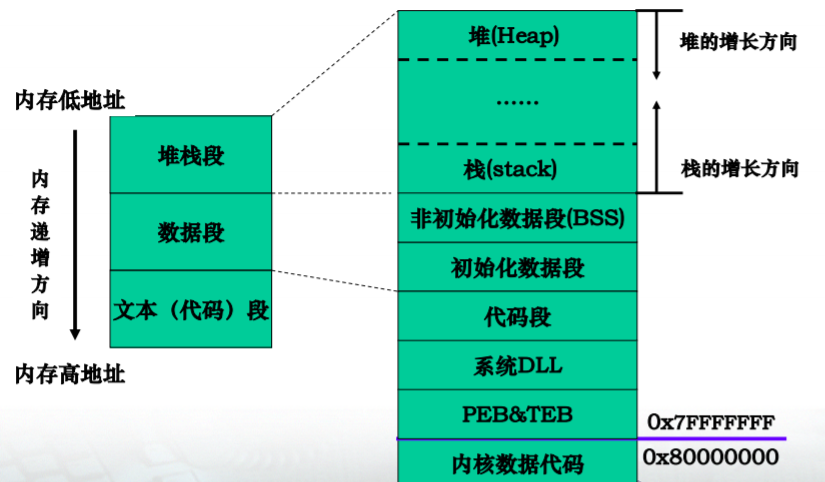 内存低地址
内存递增方向
内存高地址
堆栈段
数据段
文本（代码）段
堆(Heap)
......
栈(stack)
非初始化数据段(BSS)
初始化数据段
代码段
系统DLL
PEB&TEB
内核数据代码
堆的增长方向
栈的增长方向
0x7FFFFFFF
0x80000000